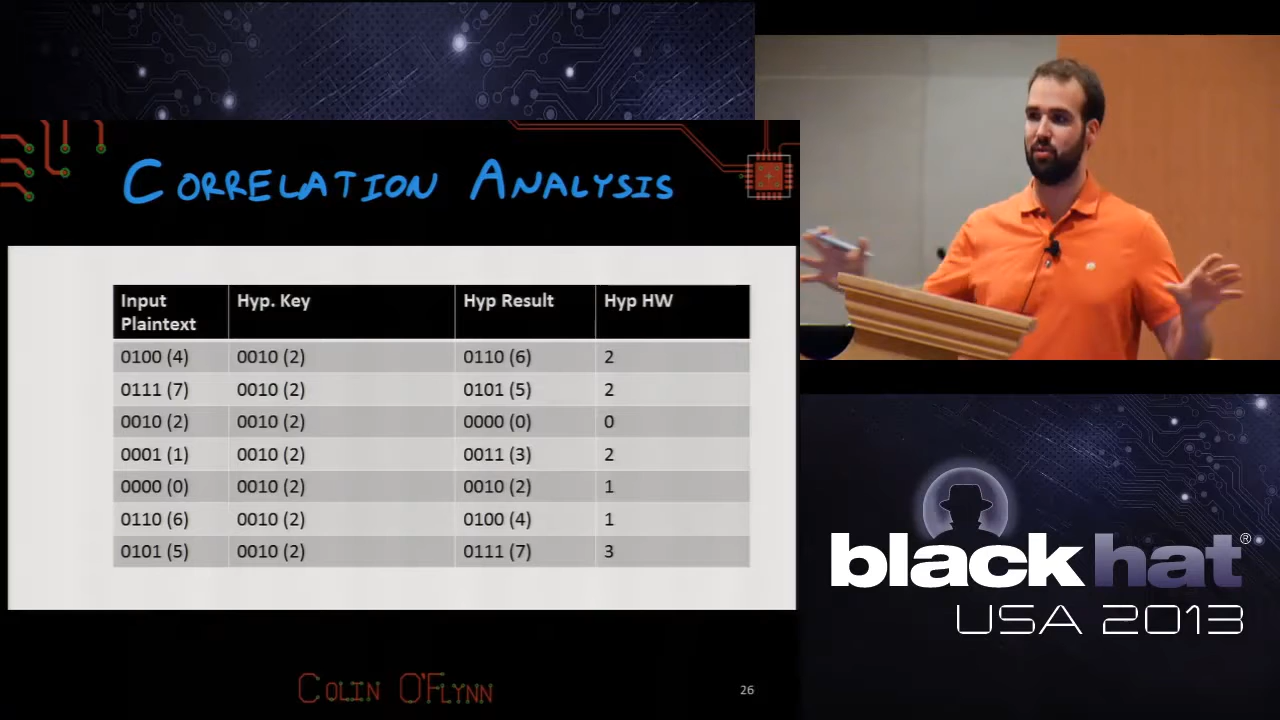 CORRELATION ANALYSIS
Input Plaintext Hyp. Key Hyp Result Hyp HW
0100 (4) 0010 (2) 0110 (6) 2
0111 (7) 0010 (2) 0101 (5) 2
0010 (2) 0010 (2) 0000 (0) 0
0001 (1) 0010 (2) 0011 (3) 2
0000 (0) 0010 (2) 0010 (2) 1
0110 (6) 0010 (2) 0100 (4) 1
0101 (5) 0010 (2) 0111 (7) 3
COLIN O'FLYNN
26
blackhat®
USA 2013